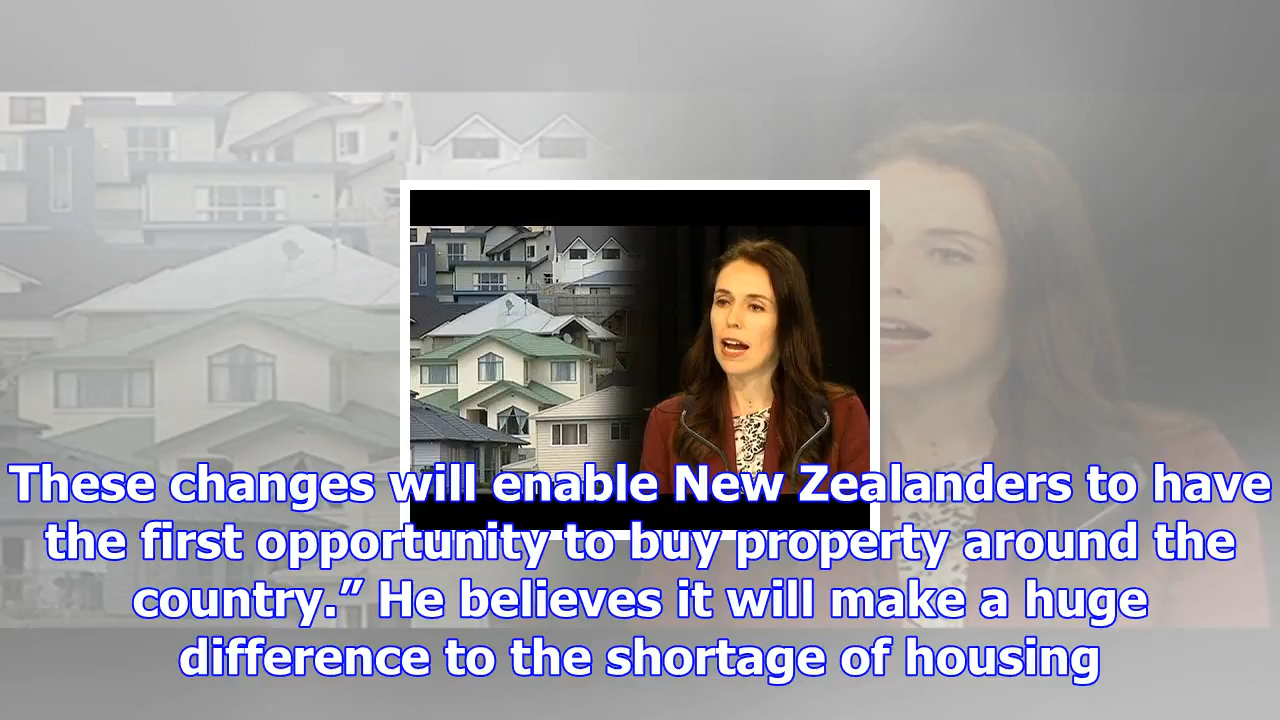 These changes will enable New Zealanders to have
the first opportunity to buy property around the
country.” He believes it will make a huge
difference to the shortage of housing